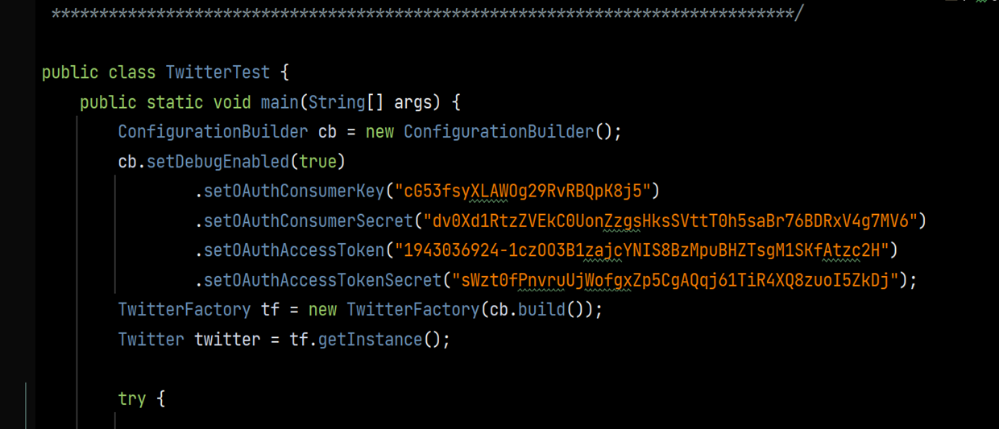 ******************************************************************************/
public class TwitterTest {
public static void main(String[] args) {
ConfigurationBuilder cb = new ConfigurationBuilder();
cb.setDebugEnabled(true)
.setOAuthConsumerKey("cG53fsyXLAWOg29RvRBQpK8j5")
.setOAuthConsumerSecret("dv0Xd1RtzZVEkC0UonZzgsHksSVttT0h5saBr76BDRxV4g7MV6")
.setOAuthAccessToken("1943036924-1czOO3B1zajcYNIS8BzMpuBHZTsgM1SKfAtzc2H")
.setOAuthAccessTokenSecret("sWzt0fPnvruUjWofgxZp5CgAQqj61TiR4XQ8zuoI5ZkDj");
TwitterFactory tf = new TwitterFactory(cb.build());
Twitter twitter = tf.getInstance();
try {